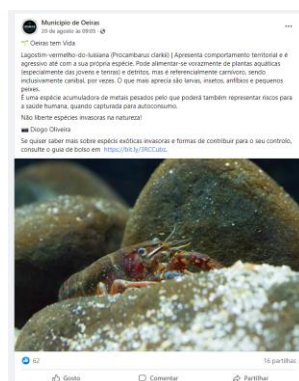 Município de Oeiras
20 de agosto às 09:05
Oeiras tem Vida
Lagostim-vermelho-do-luisiana (Procambarus clarkii) | Apresenta comportamento territorial e é
agressivo até com a sua própria espécie. Pode alimentar-se vorazmente de plantas aquáticas
(especialmente das jovens e tenras) e detritos, mas é referencialmente carnívoro, sendo,
inclusivamente canibal, por vezes. O que mais aprecia são larvas, insetos, anfíbios e pequenos
peixes.
É uma espécie acumuladora de metais pesados pelo que poderá também representar riscos para
a saúde humana, quando capturada para autoconsumo.
Não liberte espécies invasoras na natureza!
Diogo Oliveira
Se quiser saber mais sobre espécies exóticas invasoras e formas de contribuir para o seu controlo,
consulte o guia de bolso em https://bit.ly/3RCCubs.
62
16 partilhas
Gosto
Comentar
Partilhar